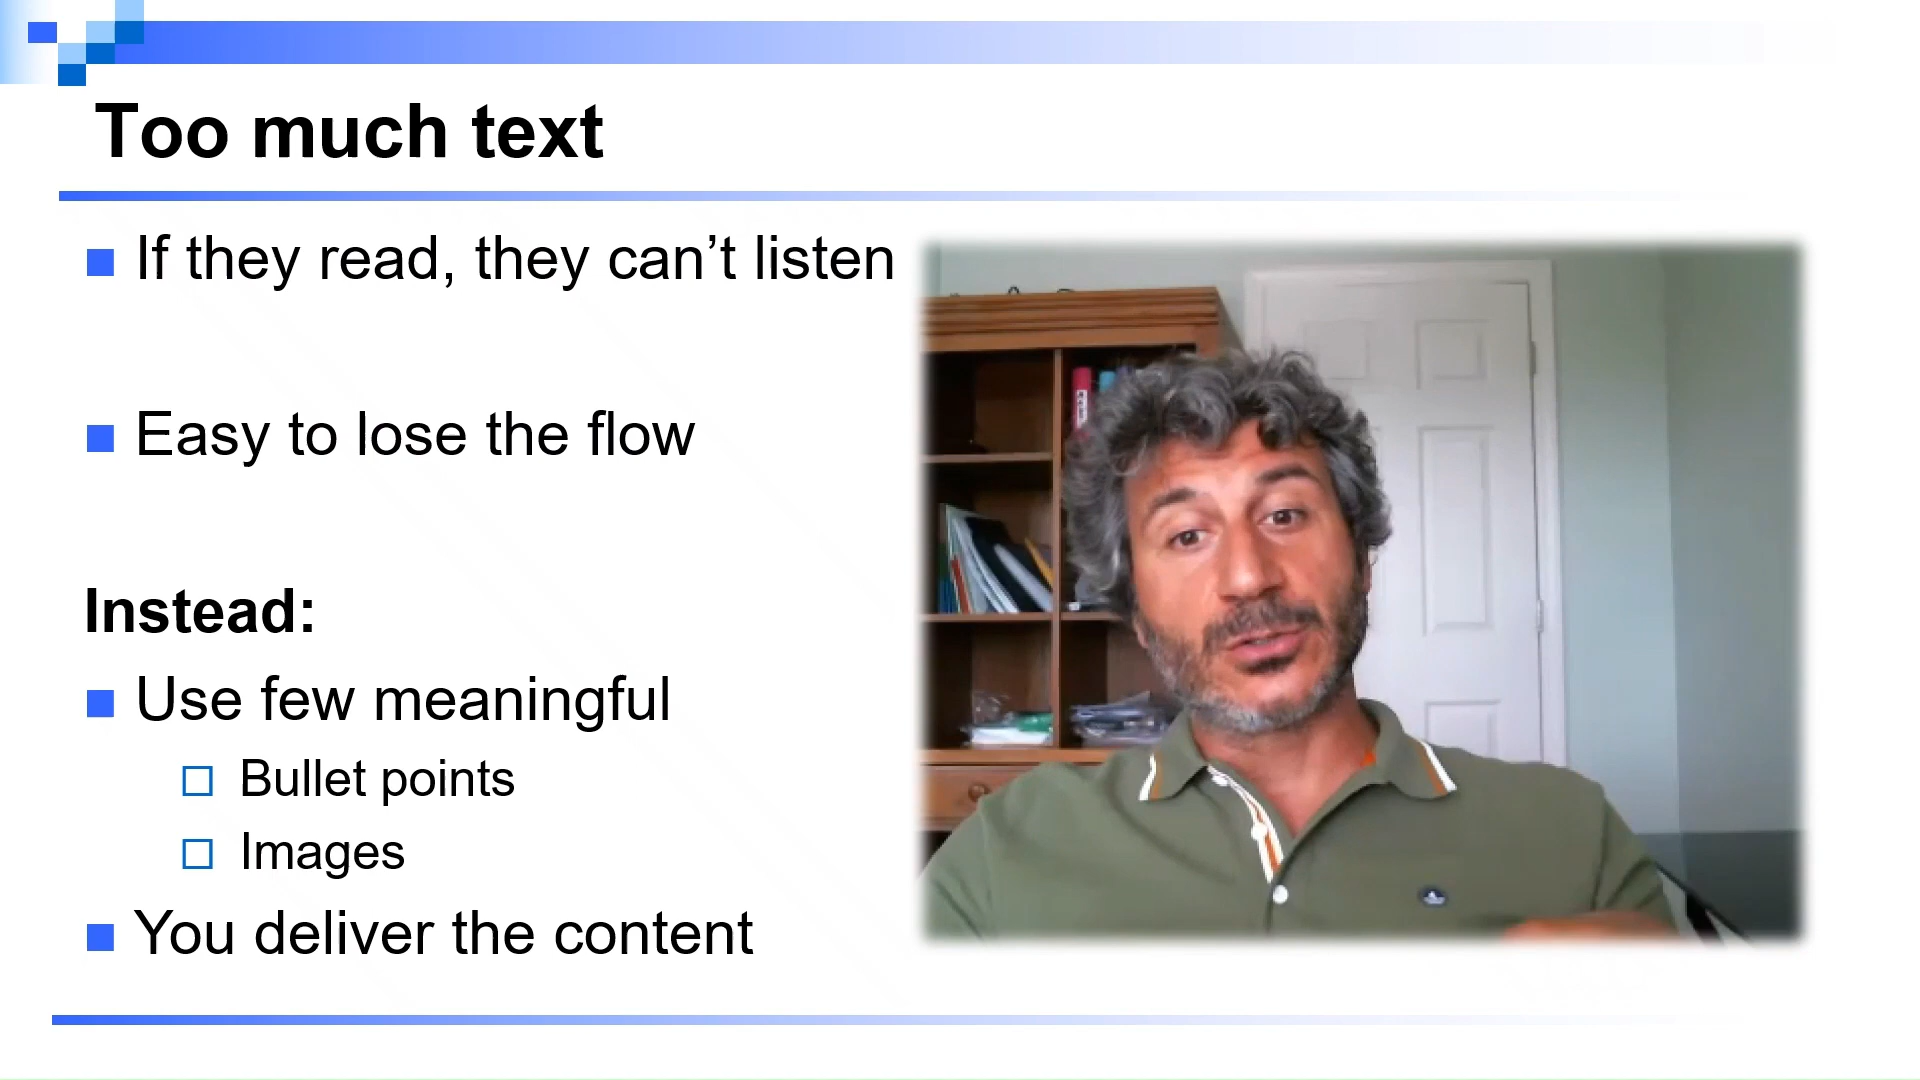 Too much text
If they read, they can’t listen
Easy to lose the flow
Instead:
Use few meaningful
Bullet points
Images
You deliver the content